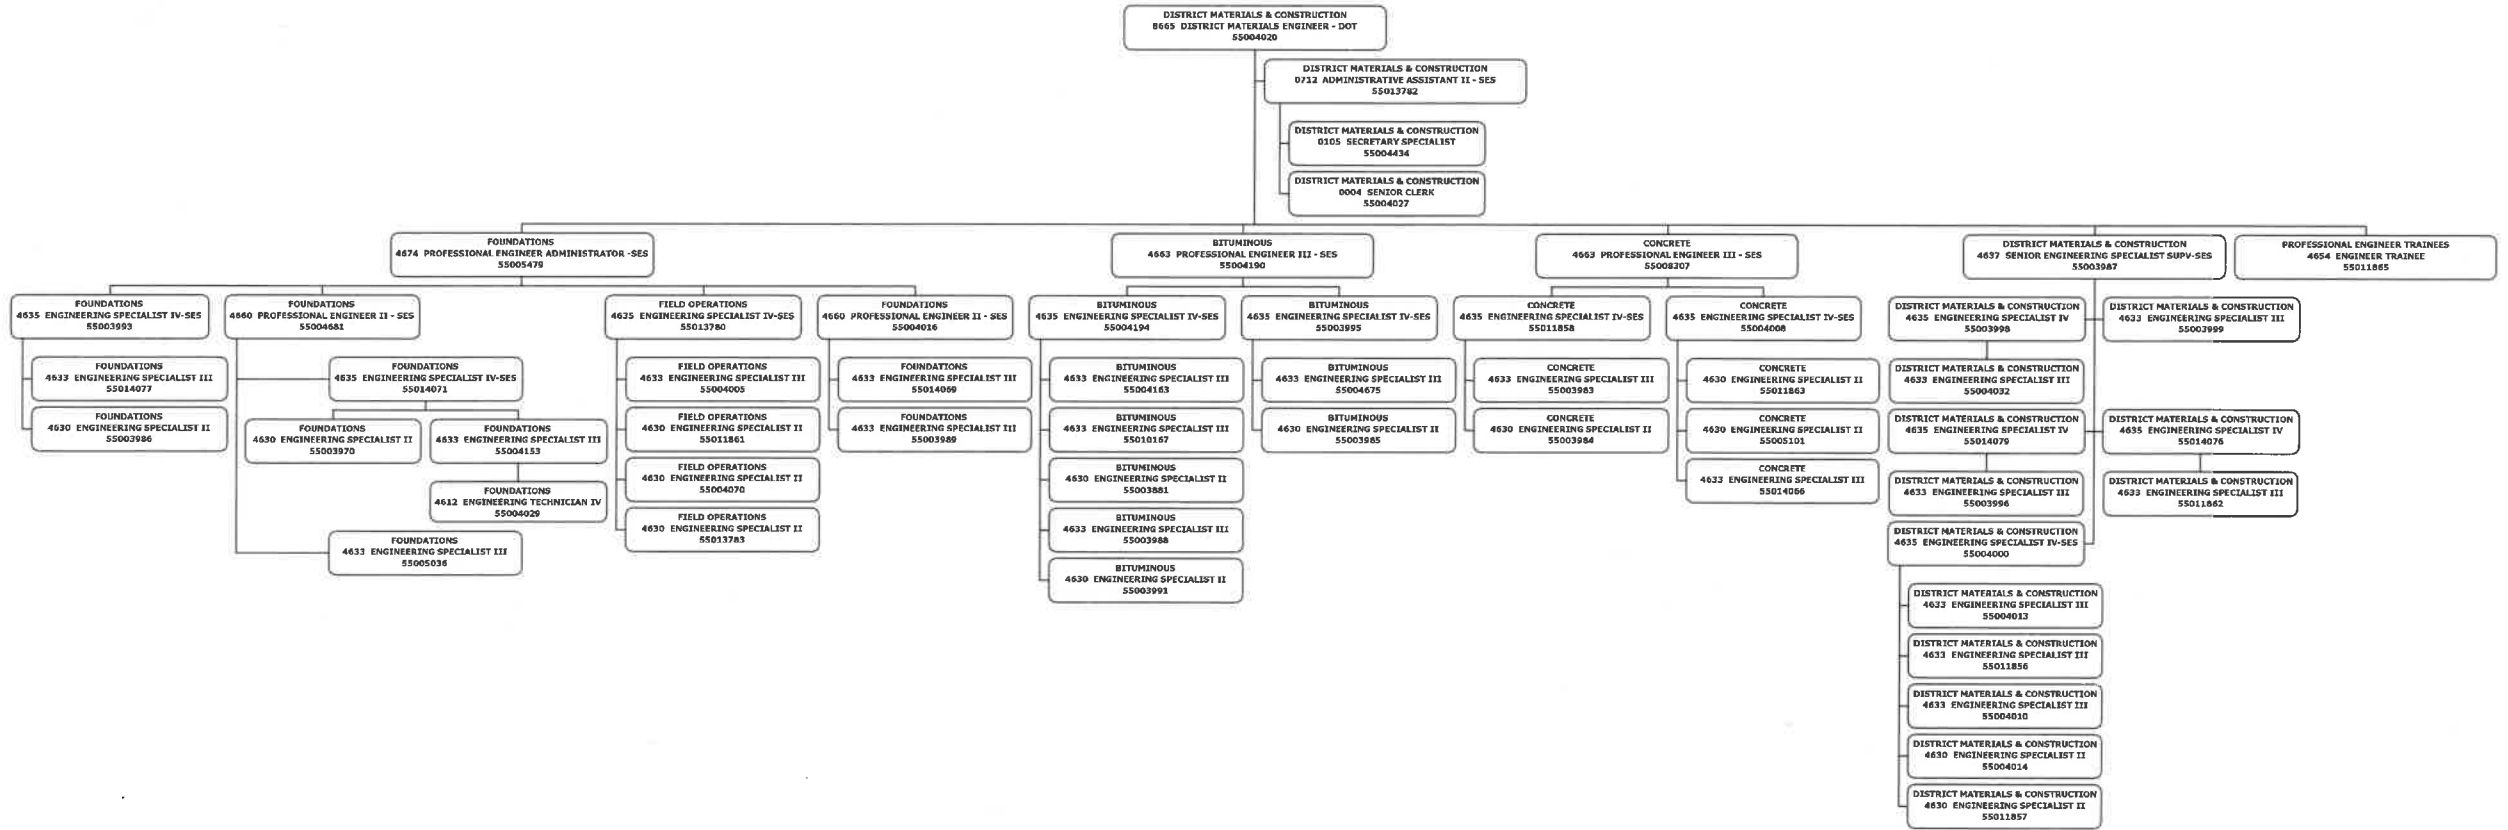 DISTRICT MATERIALS & CONSTRUCTION
8665 DISTRICT MATERIALS ENGINEER - DOT
55004020
DISTRICT MATERIALS & CONSTRUCTION
0712 ADMINISTRATIVE ASSISTANT II - SES
55013782
DISTRICT MATERIALS & CONSTRUCTION
0105 SECRETARY SPECIALIST
55004434
DISTRICT MATERIALS & CONSTRUCTION
0004 SENIOR CLERK
55004027
FOUNDATIONS
4674 PROFESSIONAL ENGINEER ADMINISTRATOR -SES
55005479
BITUMINOUS
4663 PROFESSIONAL ENGINEER III - SES
55004190
CONCRETE
4663 PROFESSIONAL ENGINEER III - SES
55008307
DISTRICT MATERIALS & CONSTRUCTION
4637 SENIOR ENGINEERING SPECIALIST SUPV-SES
55003987
PROFESSIONAL ENGINEER TRAINEES
4654 ENGINEER TRAINEE
55011865
FOUNDATIONS
4635 ENGINEERING SPECIALIST IV-SES
55003993
FOUNDATIONS
4633 ENGINEERING SPECIALIST III
55014077
FOUNDATIONS
4630 ENGINEERING SPECIALIST II
55003986
FOUNDATIONS
4660 PROFESSIONAL ENGINEER II - SES
55004681
FOUNDATIONS
4635 ENGINEERING SPECIALIST IV-SES
55014071
FOUNDATIONS
4630 ENGINEERING SPECIALIST II
55003970
FOUNDATIONS
4633 ENGINEERING SPECIALIST III
55004153
FOUNDATIONS
4612 ENGINEERING TECHNICIAN IV
55004029
FOUNDATIONS
4633 ENGINEERING SPECIALIST III
55005036
FIELD OPERATIONS
4635 ENGINEERING SPECIALIST IV-SES
55013780
FIELD OPERATIONS
4633 ENGINEERING SPECIALIST III
55004005
FIELD OPERATIONS
4630 ENGINEERING SPECIALIST II
55011861
FIELD OPERATIONS
4630 ENGINEERING SPECIALIST II
55004070
FIELD OPERATIONS
4630 ENGINEERING SPECIALIST II
55013783
FOUNDATIONS
4660 PROFESSIONAL ENGINEER II - SES
55004016
FOUNDATIONS
4633 ENGINEERING SPECIALIST III
55014069
FOUNDATIONS
4633 ENGINEERING SPECIALIST III
55003989
BITUMINOUS
4635 ENGINEERING SPECIALIST IV-SES
55004194
BITUMINOUS
4633 ENGINEERING SPECIALIST III
55004163
BITUMINOUS
4633 ENGINEERING SPECIALIST III
55010167
BITUMINOUS
4630 ENGINEERING SPECIALIST II
55003881
BITUMINOUS
4633 ENGINEERING SPECIALIST III
55003988
BITUMINOUS
4630 ENGINEERING SPECIALIST II
55003991
BITUMINOUS
4635 ENGINEERING SPECIALIST IV-SES
55003995
BITUMINOUS
4633 ENGINEERING SPECIALIST III
55004675
BITUMINOUS
4630 ENGINEERING SPECIALIST II
55003985
CONCRETE
4635 ENGINEERING SPECIALIST IV-SES
55011858
CONCRETE
4633 ENGINEERING SPECIALIST III
55003983
CONCRETE
4630 ENGINEERING SPECIALIST II
55003984
CONCRETE
4635 ENGINEERING SPECIALIST IV-SES
55004008
CONCRETE
4630 ENGINEERING SPECIALIST II
55011863
CONCRETE
4630 ENGINEERING SPECIALIST II
55005101
CONCRETE
4633 ENGINEERING SPECIALIST III
55014066
DISTRICT MATERIALS & CONSTRUCTION
4635 ENGINEERING SPECIALIST IV
55003998
DISTRICT MATERIALS & CONSTRUCTION
4633 ENGINEERING SPECIALIST III
55003999
DISTRICT MATERIALS & CONSTRUCTION
4633 ENGINEERING SPECIALIST III
55004032
DISTRICT MATERIALS & CONSTRUCTION
4635 ENGINEERING SPECIALIST IV
55014079
DISTRICT MATERIALS & CONSTRUCTION
4635 ENGINEERING SPECIALIST IV
55014076
DISTRICT MATERIALS & CONSTRUCTION
4633 ENGINEERING SPECIALIST III
55003996
DISTRICT MATERIALS & CONSTRUCTION
4633 ENGINEERING SPECIALIST III
55011862
DISTRICT MATERIALS & CONSTRUCTION
4635 ENGINEERING SPECIALIST IV-SES
55004000
DISTRICT MATERIALS & CONSTRUCTION
4633 ENGINEERING SPECIALIST III
55004013
DISTRICT MATERIALS & CONSTRUCTION
4633 ENGINEERING SPECIALIST III
55011856
DISTRICT MATERIALS & CONSTRUCTION
4633 ENGINEERING SPECIALIST III
55004010
DISTRICT MATERIALS & CONSTRUCTION
4630 ENGINEERING SPECIALIST II
55004014
DISTRICT MATERIALS & CONSTRUCTION
4630 ENGINEERING SPECIALIST II
55011857